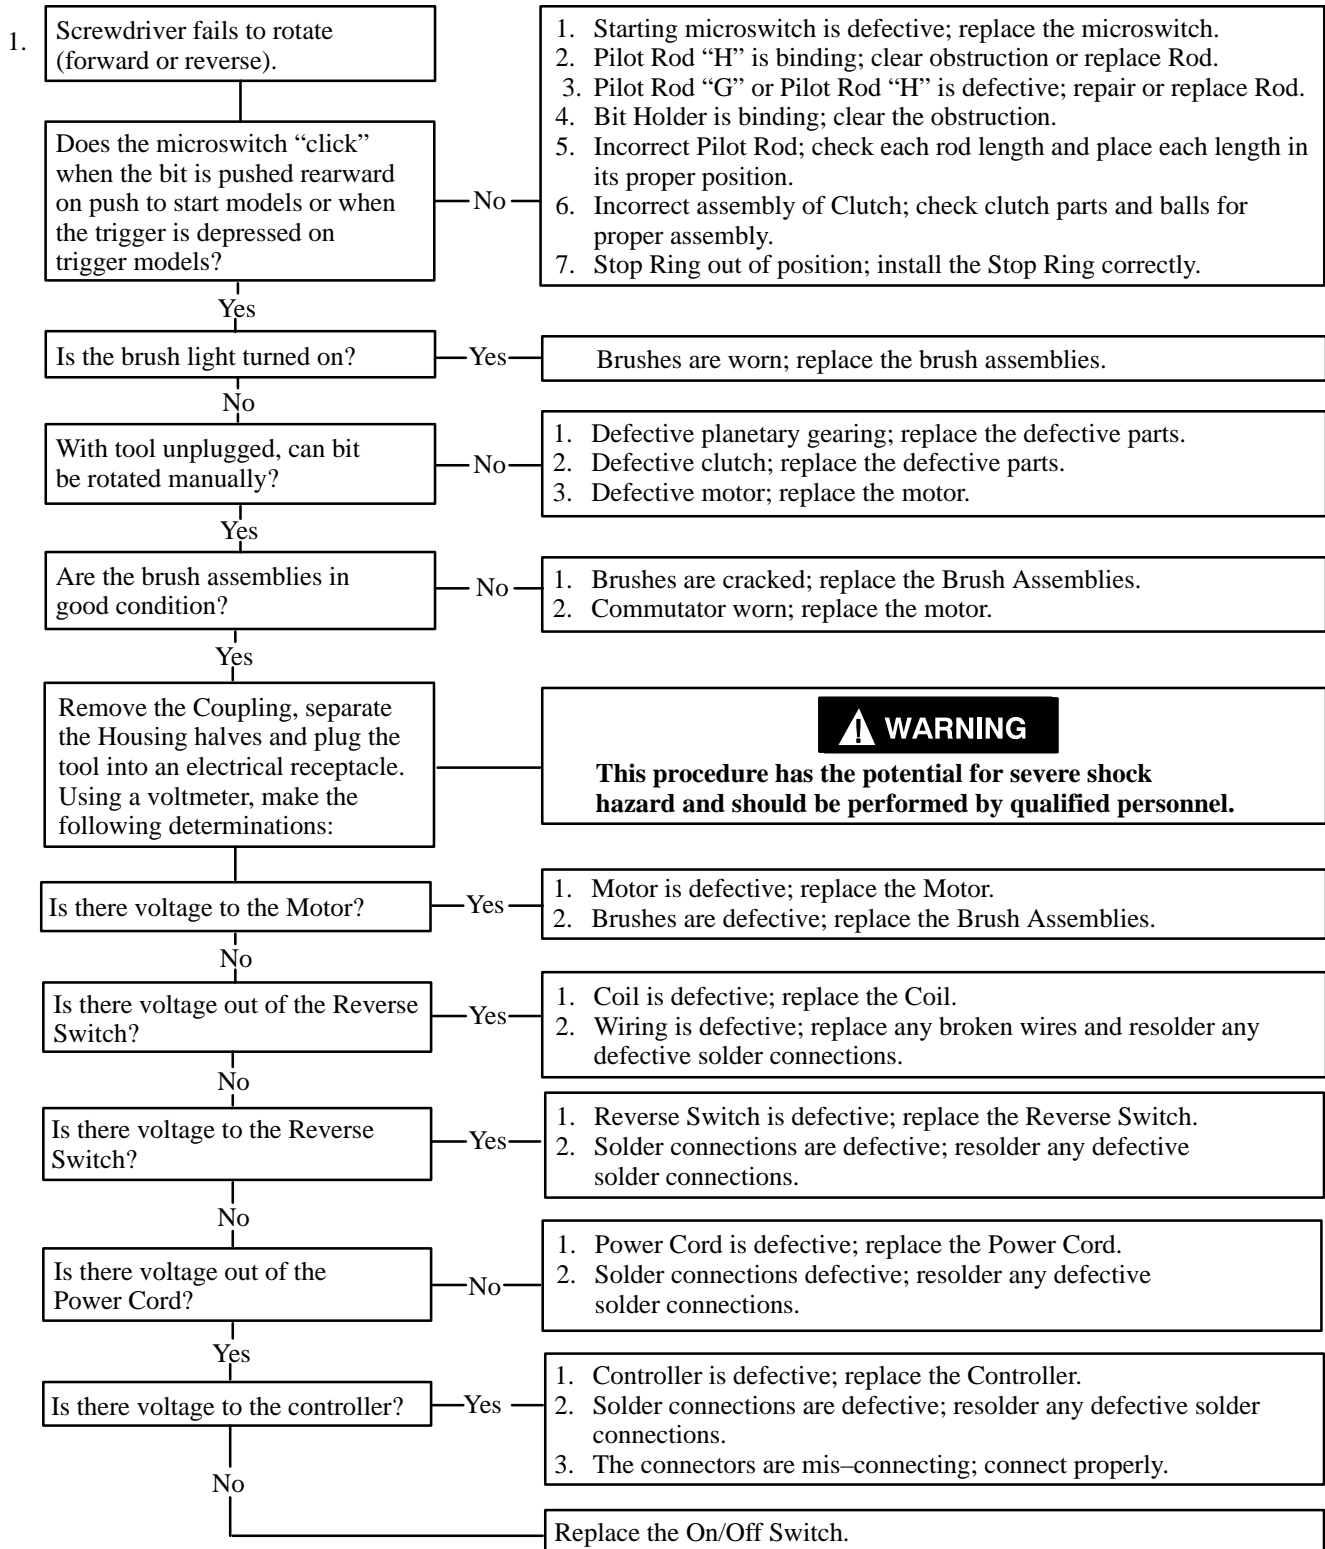 1.
Screwdriver fails to rotate
(forward or reverse).
1. Starting microswitch is defective; replace the microswitch.
2. Pilot Rod “H” is binding; clear obstruction or replace Rod.
3. Pilot Rod “G” or Pilot Rod “H” is defective; repair or replace Rod.
4. Bit Holder is binding; clear the obstruction.
5. Incorrect Pilot Rod; check each rod length and place each length in
its proper position.
6. Incorrect assembly of Clutch; check clutch parts and balls for
proper assembly.
7. Stop Ring out of position; install the Stop Ring correctly.
Does the microswitch “click”
when the bit is pushed rearward
on push to start models or when
the trigger is depressed on
trigger models?
No
Yes
Is the brush light turned on?
Yes
Brushes are worn; replace the brush assemblies.
No
With tool unplugged, can bit
be rotated manually?
No
1. Defective planetary gearing; replace the defective parts.
2. Defective clutch; replace the defective parts.
3. Defective motor; replace the motor.
Yes
Are the brush assemblies in
good condition?
No
1. Brushes are cracked; replace the Brush Assemblies.
2. Commutator worn; replace the motor.
Yes
Remove the Coupling, separate
the Housing halves and plug the
tool into an electrical receptacle.
Using a voltmeter, make the
following determinations:
WARNING
This procedure has the potential for severe shock
hazard and should be performed by qualified personnel.
Is there voltage to the Motor?
Yes
1. Motor is defective; replace the Motor.
2. Brushes are defective; replace the Brush Assemblies.
No
Is there voltage out of the Reverse
Switch?
Yes
1. Coil is defective; replace the Coil.
2. Wiring is defective; replace any broken wires and resolder any
defective solder connections.
No
Is there voltage to the Reverse
Switch?
Yes
1. Reverse Switch is defective; replace the Reverse Switch.
2. Solder connections are defective; resolder any defective
solder connections.
No
Is there voltage out of the
Power Cord?
No
1. Power Cord is defective; replace the Power Cord.
2. Solder connections defective; resolder any defective
solder connections.
Yes
Is there voltage to the controller?
Yes
1. Controller is defective; replace the Controller.
2. Solder connections are defective; resolder any defective solder
connections.
3. The connectors are mis–connecting; connect properly.
No
Replace the On/Off Switch.